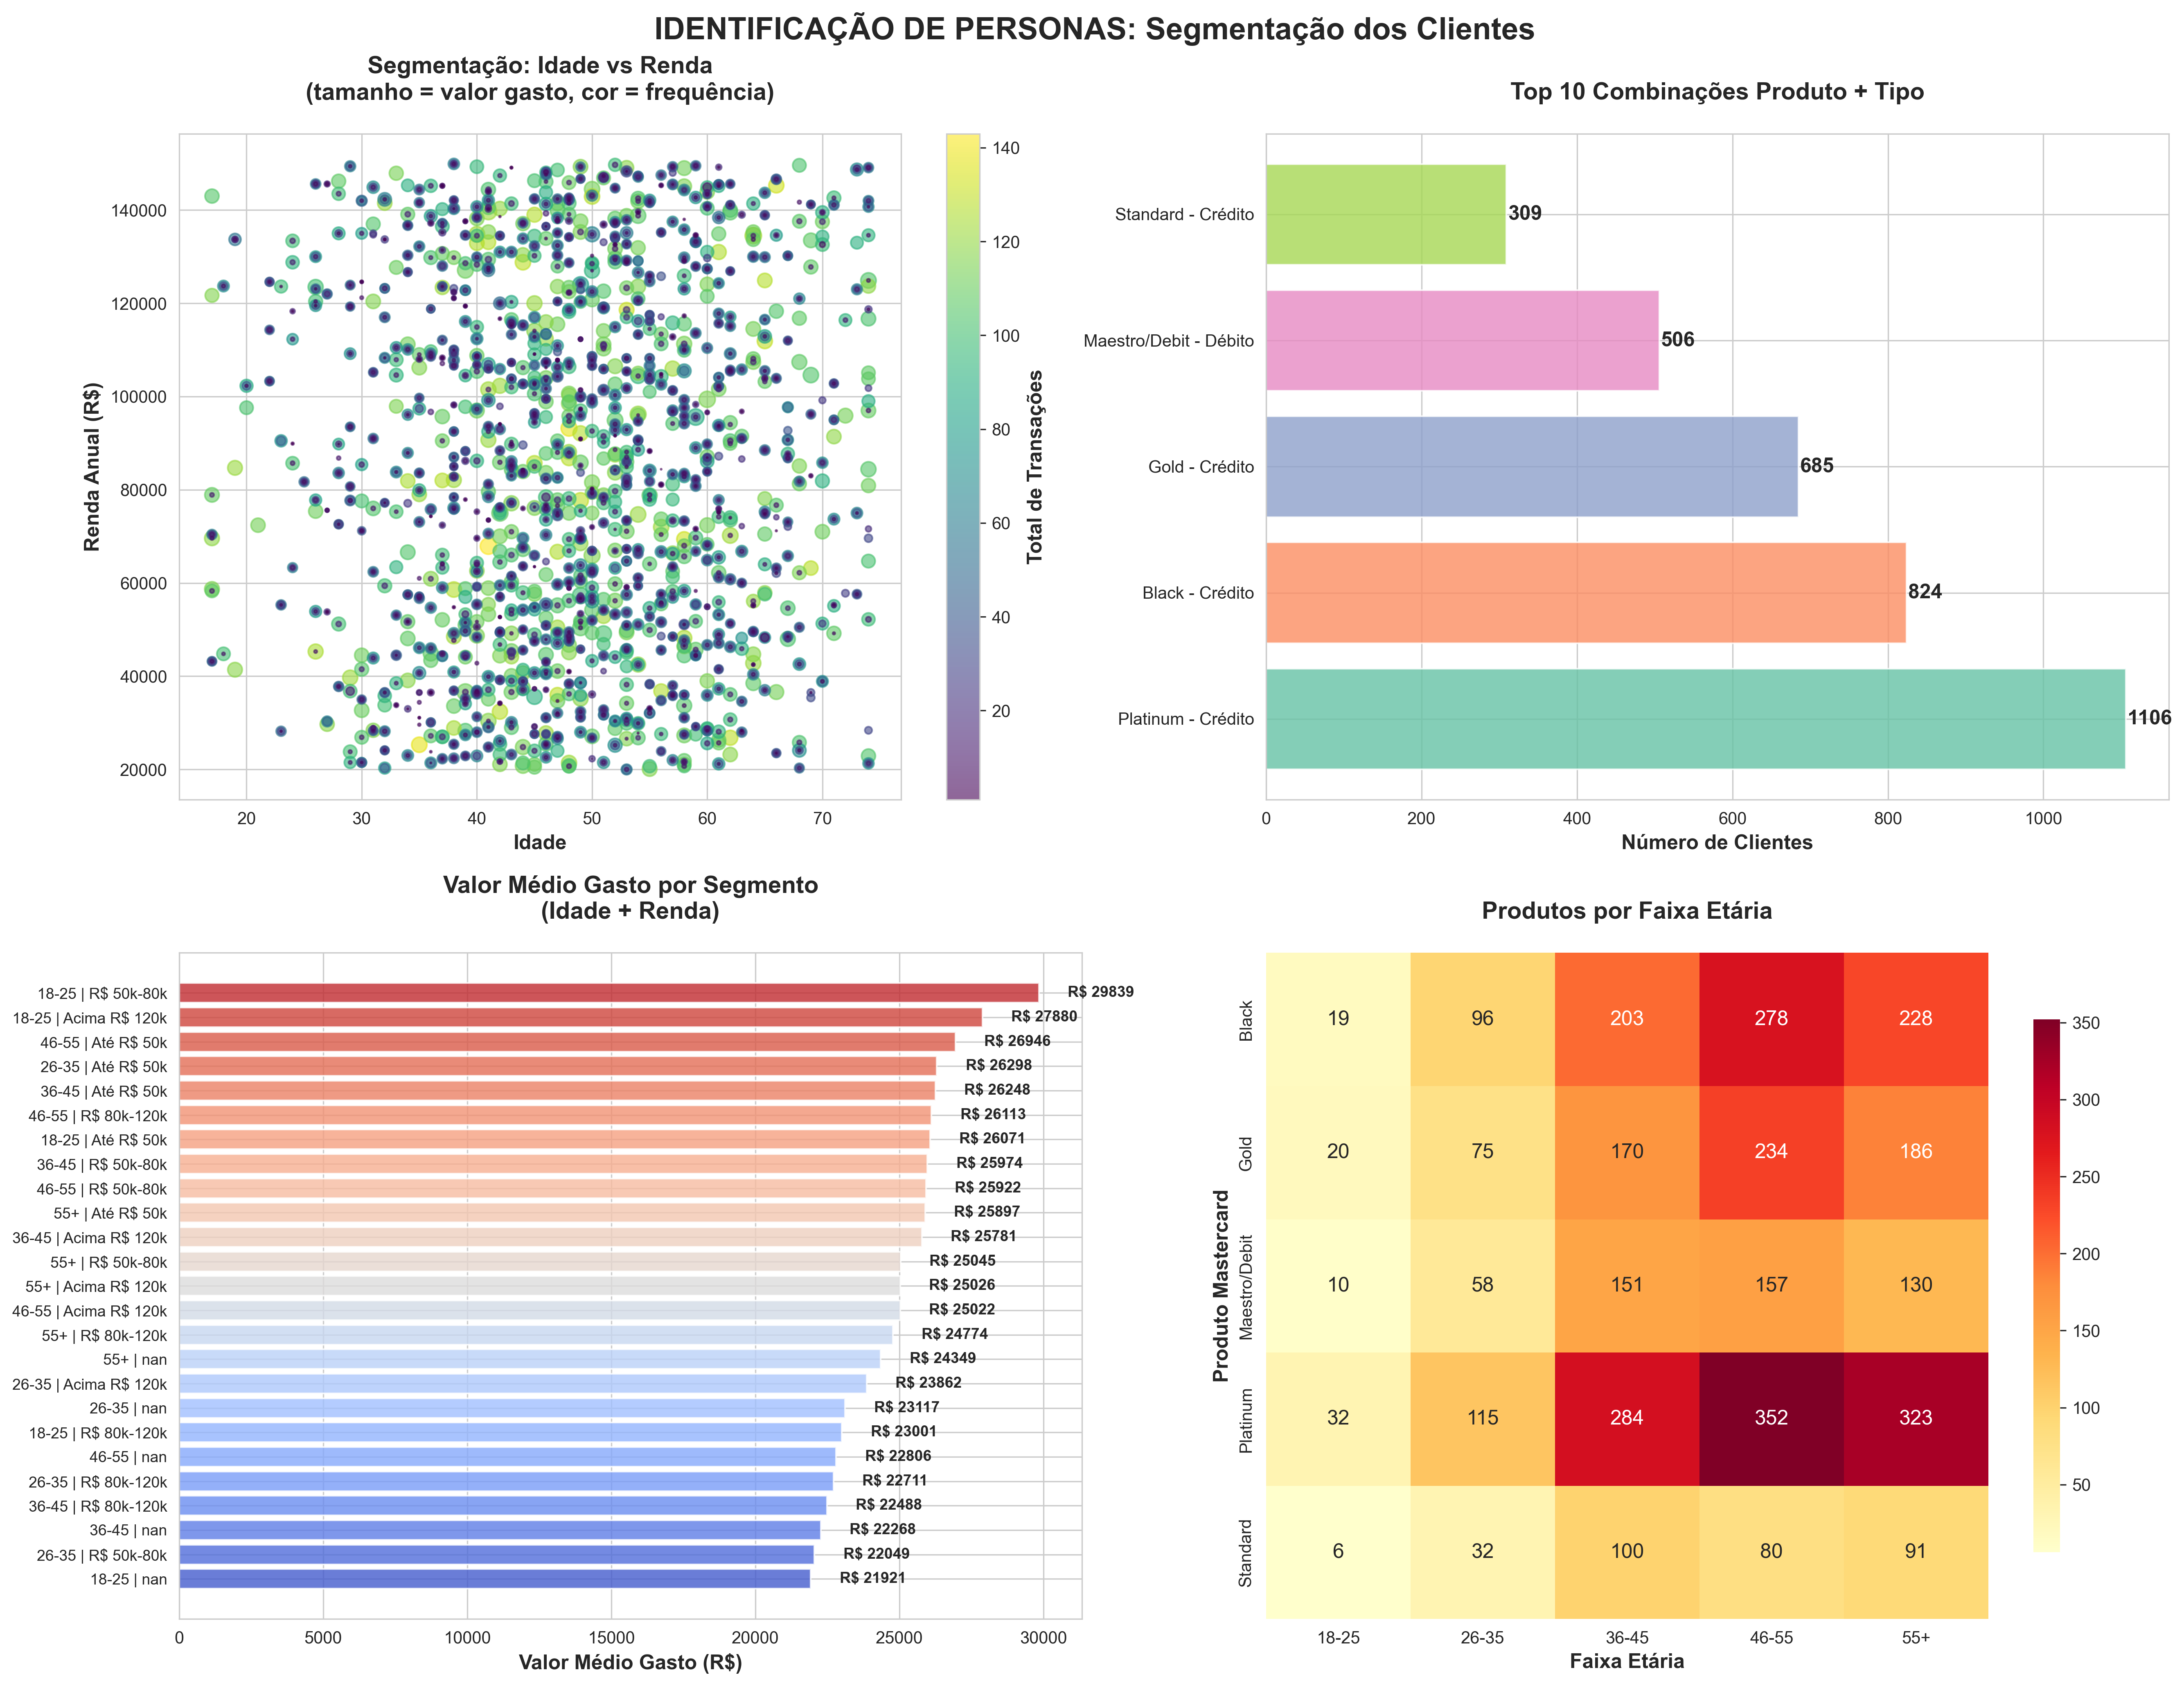 IDENTIFICAÇÃO DE PERSONAS: Segmentação dos Clientes
Segmentação: Idade vs Renda
(tamanho = valor gasto, cor = frequência)
Renda Anual (R$)
140000
120000
100000
80000
60000
40000
20000
20
30
40
50
60
70
Idade
140
120
100
80
60
40
20
Total de Transações
Top 10 Combinações Produto + Tipo
Standard - Crédito
309
Maestro/Debit - Débito
506
Gold - Crédito
685
Black - Crédito
824
Platinum - Crédito
1106
0
200
400
600
800
1000
Número de Clientes
Valor Médio Gasto por Segmento
(Idade + Renda)
18-25 | R$ 50k-80k
R$ 29839
18-25 | Acima R$ 120k
R$ 27880
46-55 | Até R$ 50k
R$ 26946
26-35 | Até R$ 50k
R$ 26298
36-45 | Até R$ 50k
R$ 26248
46-55 | R$ 80k-120k
R$ 26113
18-25 | Até R$ 50k
R$ 26071
36-45 | R$ 50k-80k
R$ 25974
46-55 | R$ 50k-80k
R$ 25922
55+ | Até R$ 50k
R$ 25897
36-45 | Acima R$ 120k
R$ 25781
55+ | R$ 50k-80k
R$ 25045
55+ | Acima R$ 120k
R$ 25026
46-55 | Acima R$ 120k
R$ 25022
55+ | R$ 80k-120k
R$ 24774
55+ | nan
R$ 24349
26-35 | Acima R$ 120k
R$ 23862
26-35 | nan
R$ 23117
18-25 | R$ 80k-120k
R$ 23001
46-55 | nan
R$ 22806
26-35 | R$ 80k-120k
R$ 22711
36-45 | R$ 80k-120k
R$ 22488
36-45 | nan
R$ 22268
26-35 | R$ 50k-80k
R$ 22049
18-25 | nan
R$ 21921
0
5000
10000
15000
20000
25000
30000
Valor Médio Gasto (R$)
Produtos por Faixa Etária
Produto Mastercard
Black
19 96 203 278 228
Gold
20 75 170 234 186
Maestro/Debit
10 58 151 157 130
Platinum
32 115 284 352 323
Standard
6 32 100 80 91
18-25
26-35
36-45
46-55
55+
Faixa Etária
350
300
250
200
150
100
50